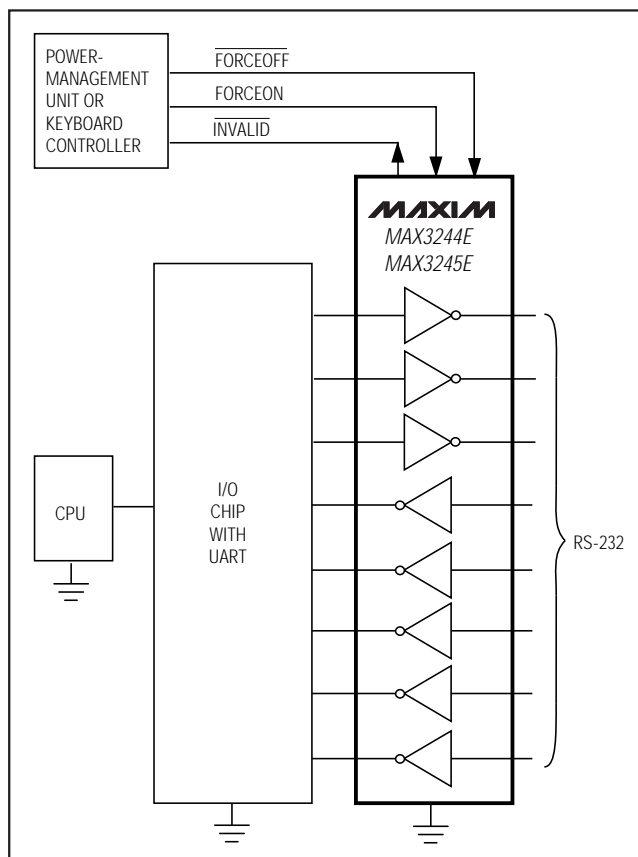 POWER-
MANAGEMENT
UNIT OR
KEYBOARD
CONTROLLER
FORCEOFF
FORCEON
INVALID
MAXIM
MAX3244E
MAX3245E
CPU
I/O
CHIP
WITH
UART
RS-232